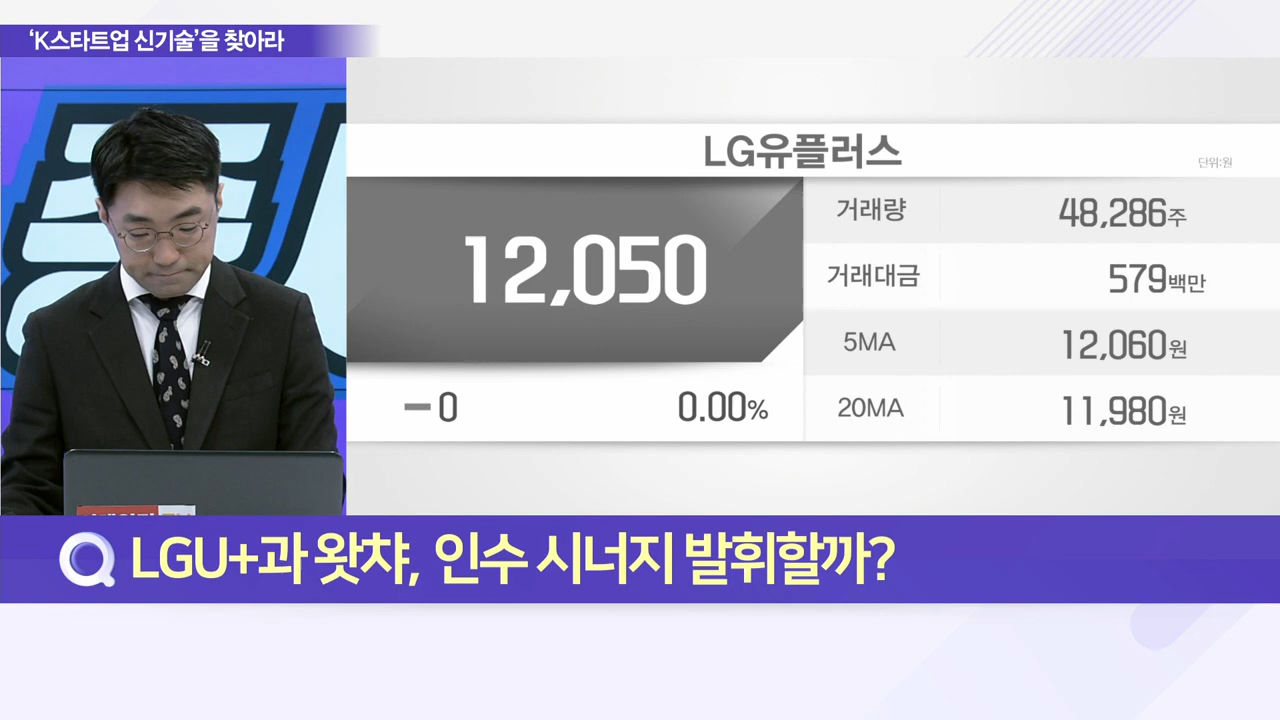 ‘K스타트업 신기술’을 찾아라
LG유플러스
단위:원
12,050
0
0.00%
거래량 48,286주
거래대금 579백만
5MA 12,060원
20MA 11,980원
LGU+과 왓챠, 인수 시너지 발휘할까?